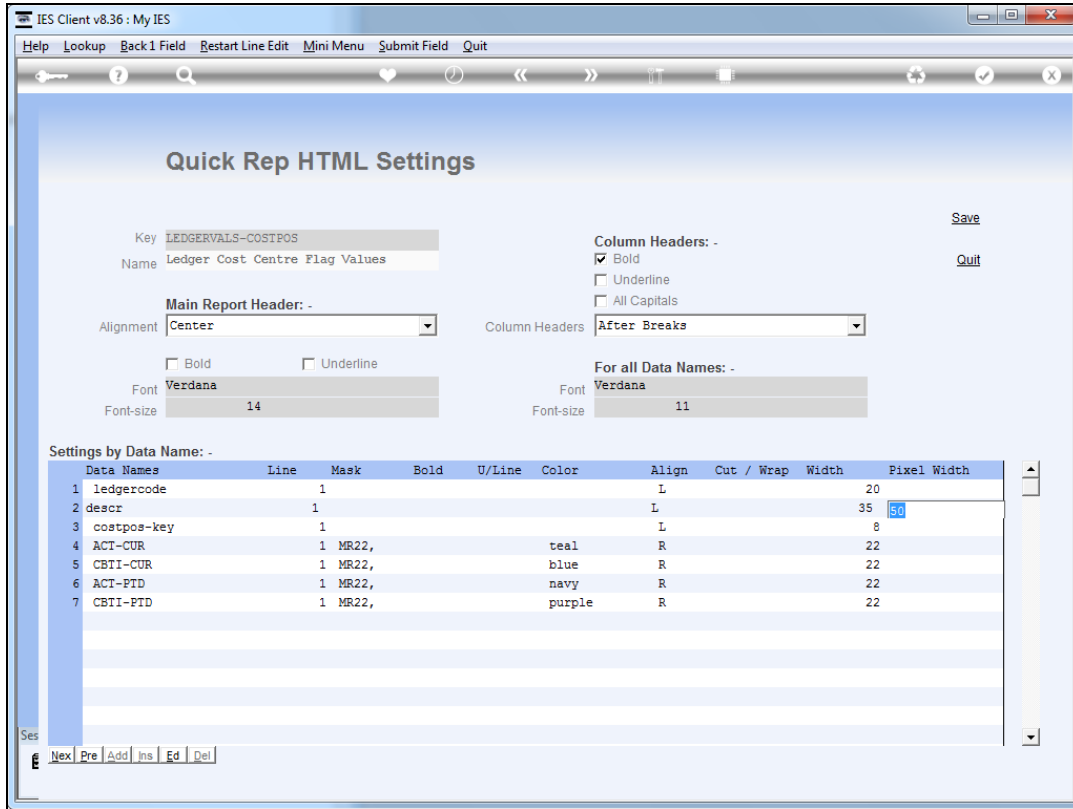 IES Client v8.36 : My IES
Help Lookup Back 1 Field Restart Line Edit Mini Menu Submit Field Quit
Quick Rep HTML Settings
Save
Key LEDGERVALS-COSTPOS
Column Headers: -
Name Ledger Cost Centre Flag Values
Bold
Quit
Underline
Main Report Header: -
All Capitals
Alignment Center
Column Headers After Breaks
Bold Underline
For all Data Names: -
Font Verdana
Font Verdana
Font-size 14
Font-size 11
Settings by Data Name: -
Data Names Line Mask Bold U/Line Color Align Cut / Wrap Width Pixel Width
1 ledgercode 1 L 20
2 descr 1 L 35 50
3 costpos-key 1 L 8
4 ACT-CUR 1 MR22, teal R 22
5 CBTI-CUR 1 MR22, blue R 22
6 ACT-PTD 1 MR22, navy R 22
7 CBTI-PTD 1 MR22, purple R 22
Ses
Nex Pre Add Ins Ed Del